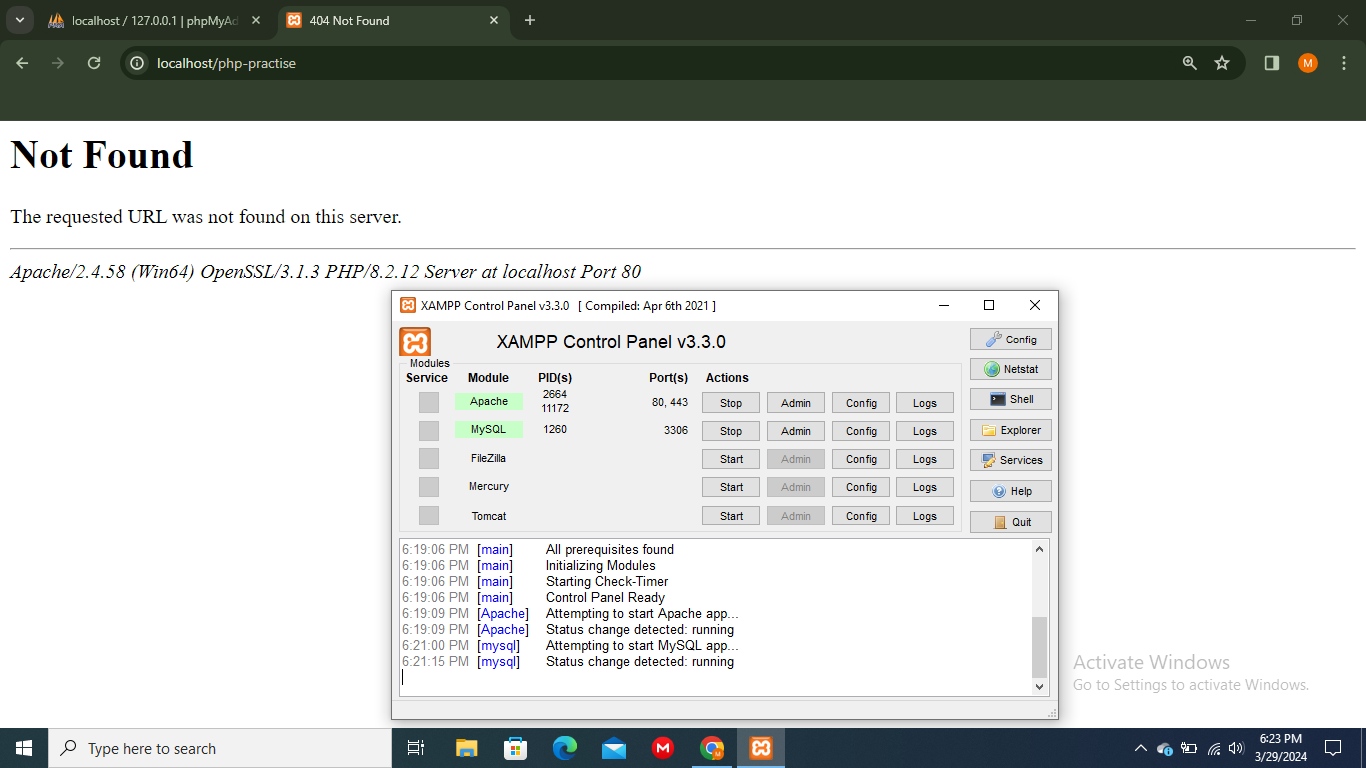 localhost / 127.0.0.1 | phpMyAd
404 Not Found
localhost/php-practise
M
Not Found
The requested URL was not found on this server.
Apache/2.4.58 (Win64) OpenSSL/3.1.3 PHP/8.2.12 Server at localhost Port 80
XAMPP Control Panel v3.3.0 [ Compiled: Apr 6th 2021 ]
XAMPP Control Panel v3.3.0
Config
Modules
Service Module PID(s) Port(s) Actions
Netstat
Apache 2664 11172 80, 443 Stop Admin Config Logs
Shell
MySQL 1260 3306 Stop Admin Config Logs
Explorer
FileZilla Start Admin Config Logs
Services
Mercury Start Admin Config Logs
Help
Tomcat Start Admin Config Logs
Quit
6:19:06 PM [main] All prerequisites found
6:19:06 PM [main] Initializing Modules
6:19:06 PM [main] Starting Check-Timer
6:19:06 PM [main] Control Panel Ready
6:19:09 PM [Apache] Attempting to start Apache app...
6:19:09 PM [Apache] Status change detected: running
6:21:00 PM [mysql] Attempting to start MySQL app...
6:21:15 PM [mysql] Status change detected: running
Activate Windows
Go to Settings to activate Windows.
Type here to search
M
6:23 PM
3/29/2024